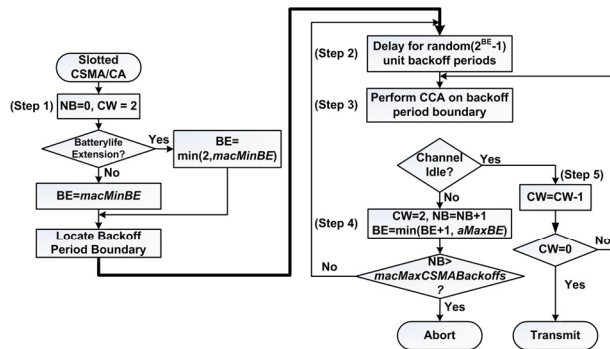 Slotted
CSMA/CA
(Step 1)
NB=0, CW = 2
Batterylife
Extension?
Yes
BE=
min(2,macMinBE)
No
BE=macMinBE
Locate Backoff
Period Boundary
(Step 2)
Delay for random(2^BE-1)
unit backoff periods
(Step 3)
Perform CCA on backoff
period boundary
Channel
Idle?
Yes
(Step 5)
No
CW=CW-1
(Step 4)
CW=2, NB=NB+1
BE=min(BE+1, aMaxBE)
CW=0
No
No
NB>
macMaxCSMABackoffs
?
Yes
Yes
Abort
Transmit